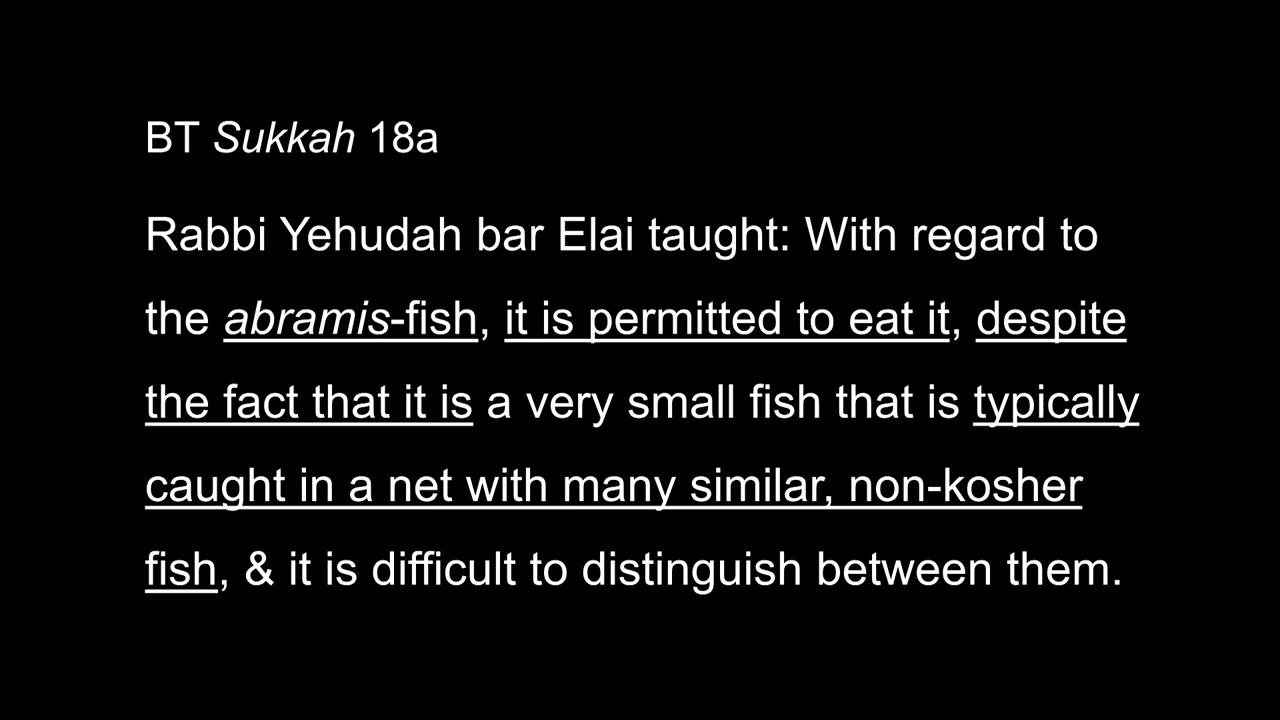 BT Sukkah 18a
Rabbi Yehudah bar Elai taught: With regard to
the abramis-fish, it is permitted to eat it, despite
the fact that it is a very small fish that is typically
caught in a net with many similar, non-kosher
fish, & it is difficult to distinguish between them.